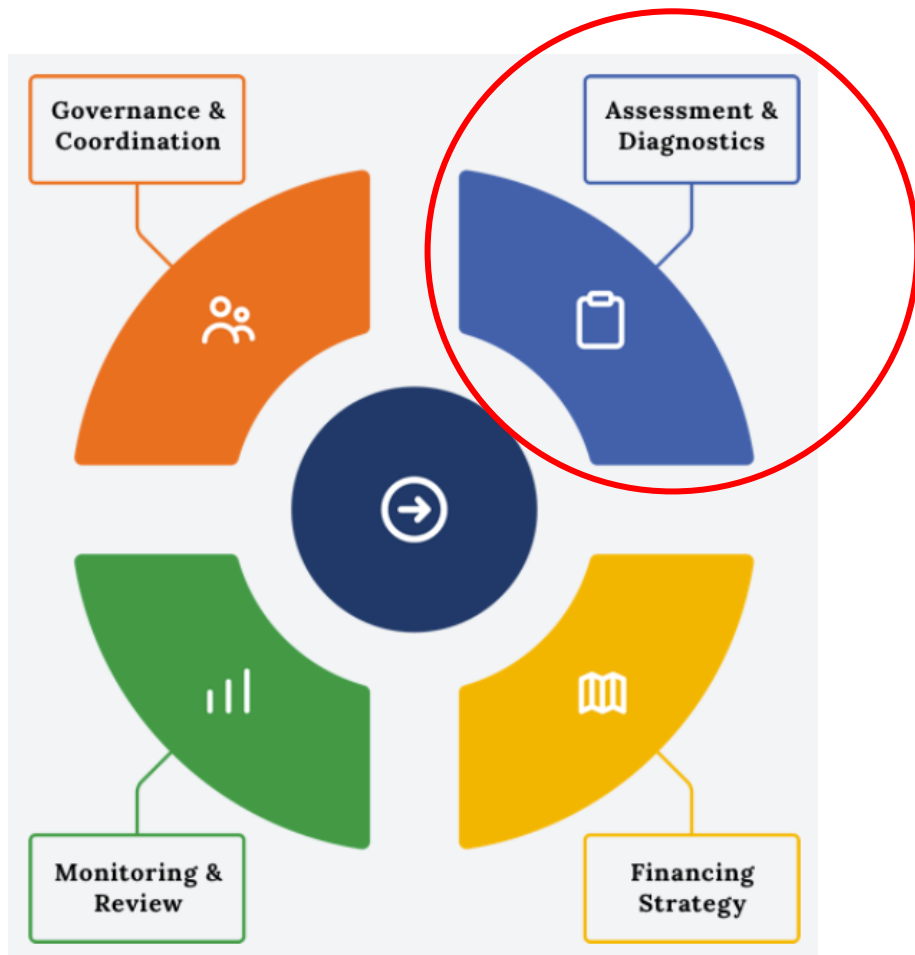 Governance &
Coordination
Assessment &
Diagnostics
Monitoring &
Review
Financing
Strategy